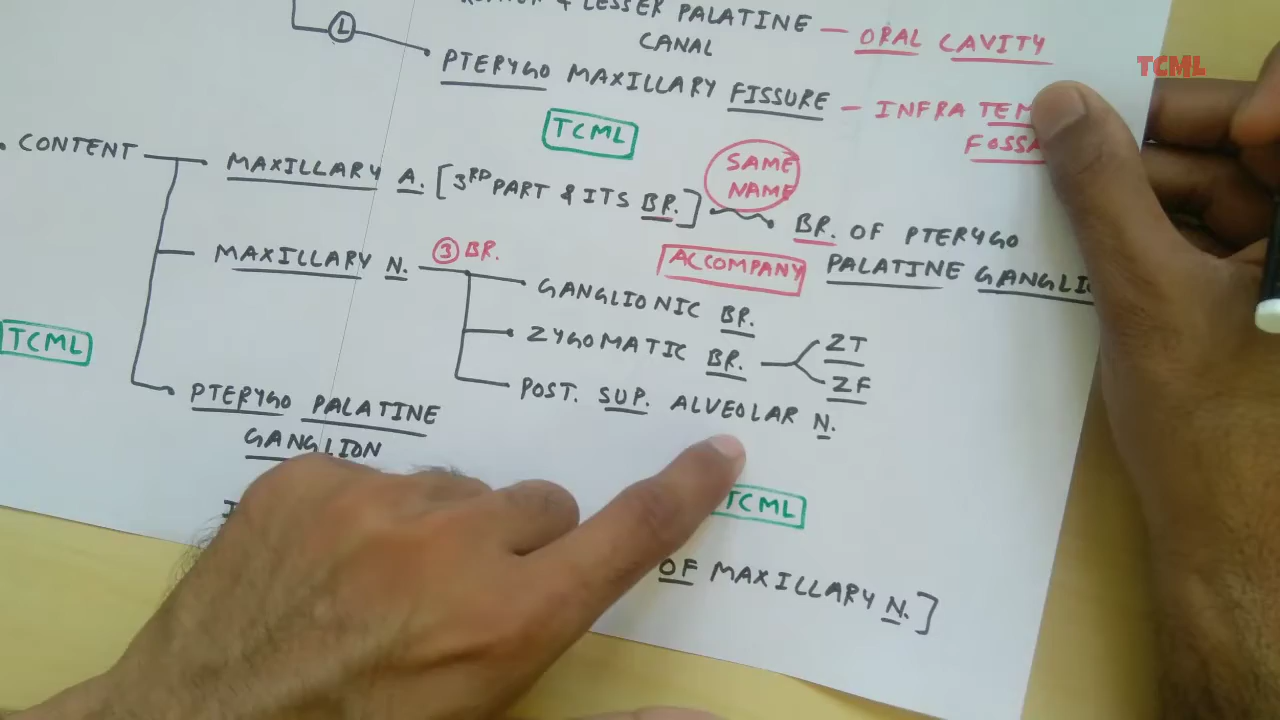 & LESSER PALATINE — ORAL CAVITY
CANAL
TCML
L
PTERYGO MAXILLARY FISSURE — INFRA
FOSSA
TCML
CONTENT
MAXILLARY A. [3RD PART & ITS BR.]
SAME
NAME
BR. OF PTERYGO
PALATINE
ACCOMPANY
MAXILLARY N. 3 BR.
GANGLIONIC BR.
ZYGOMATIC BR.
ZT
ZF
POST. SUP. ALVEOLAR N.
TCML
PTERYGO PALATINE
GANGLION
TCML
OF MAXILLARY N.]